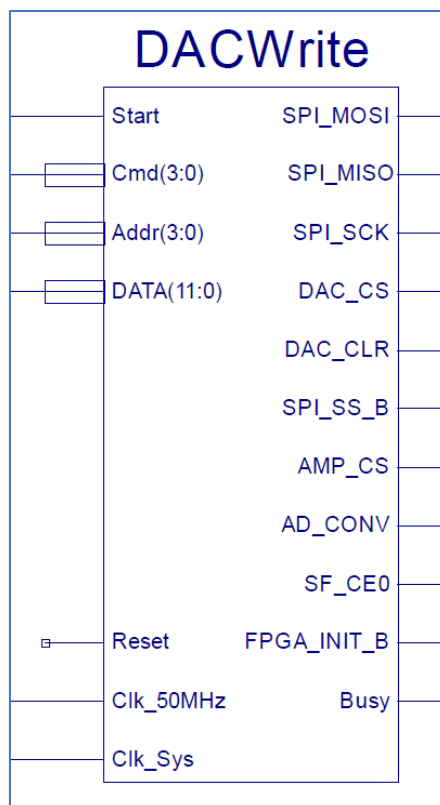 DACWrite
Start SPI_MOSI
Cmd(3:0) SPI_MISO
Addr(3:0) SPI_SCK
DATA(11:0) DAC_CS
DAC_CLR
SPI_SS_B
AMP_CS
AD_CONV
SF_CE0
Reset FPGA_INIT_B
Clk_50MHz Busy
Clk_Sys